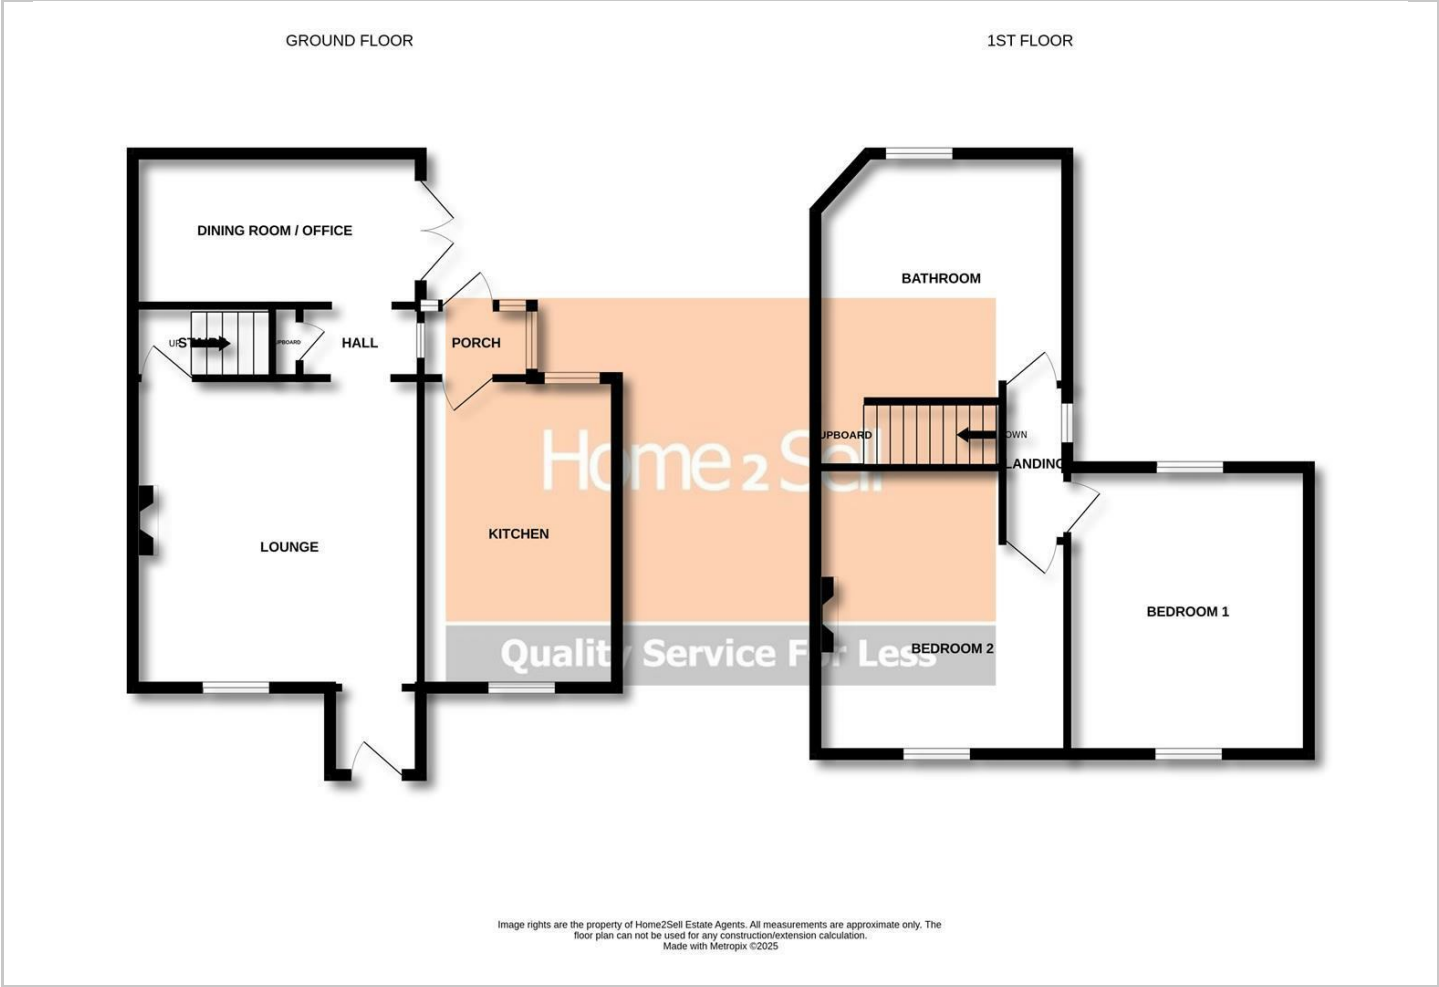 GROUND FLOOR
1ST FLOOR
DINING ROOM / OFFICE
BATHROOM
UP
HALL
PORCH
UPBOARD
OWN
LANDING
Home2Sell
KITCHEN
LOUNGE
BEDROOM 1
BEDROOM 2
Quality Service For Less
Image rights are the property of Home2Sell Estate Agents. All measurements are approximate only. The
floor plan can not be used for any construction/extension calculation.
Made with Metropix ©2025